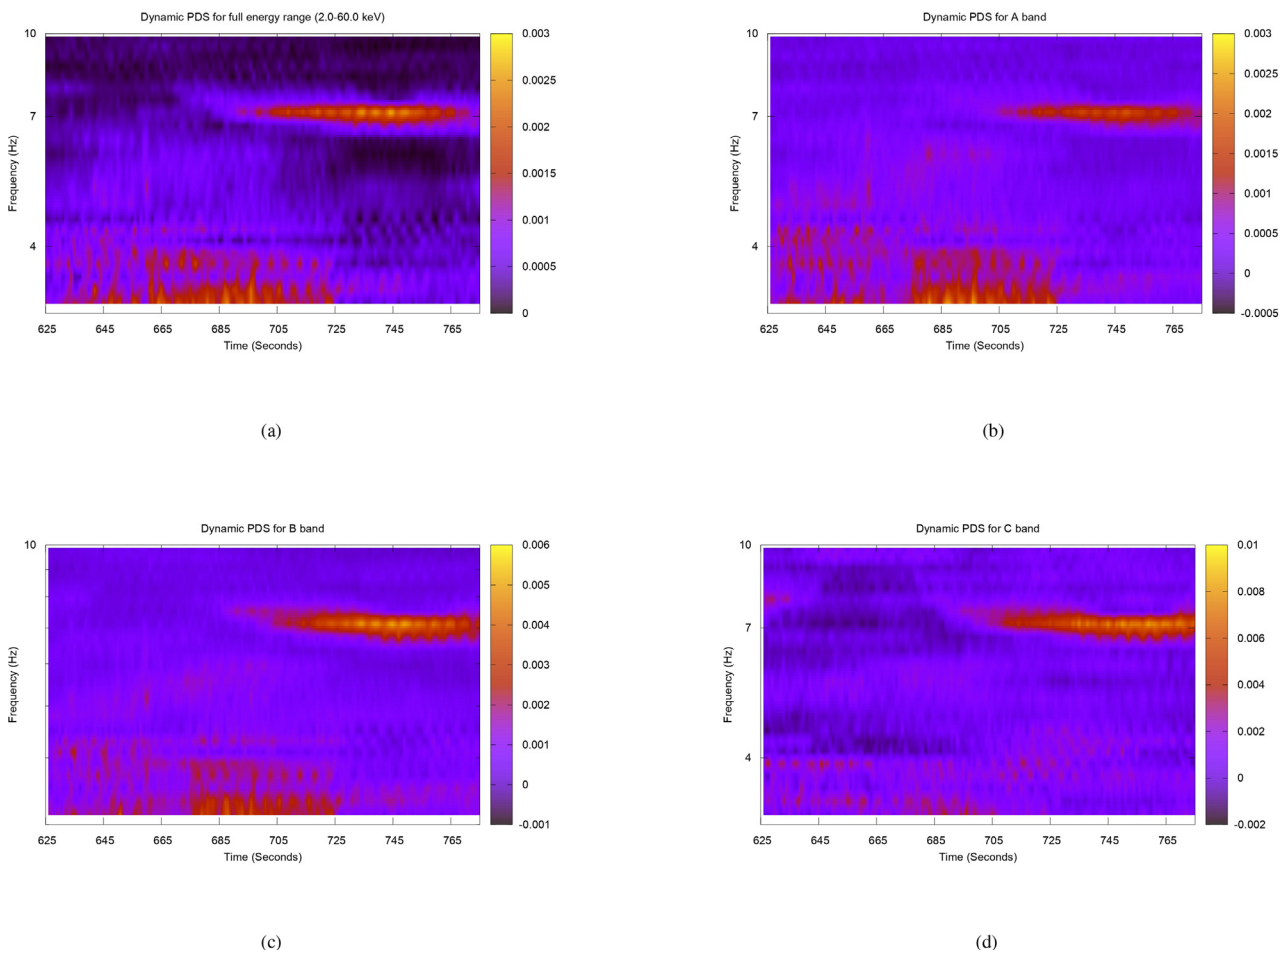 Dynamic PDS for full energy range (2.0-60.0 keV)
10
7
4
Frequency (Hz)
625 645 665 685 705 725 745 765
Time (Seconds)
0.003
0.0025
0.002
0.0015
0.001
0.0005
0
(a)
Dynamic PDS for A band
10
7
4
Frequency (Hz)
625 645 665 685 705 725 745 765
Time (Seconds)
0.003
0.0025
0.002
0.0015
0.001
0.0005
0
-0.0005
(b)
Dynamic PDS for B band
10
7
4
Frequency (Hz)
625 645 665 685 705 725 745 765
Time (Seconds)
0.006
0.005
0.004
0.003
0.002
0.001
0
-0.001
(c)
Dynamic PDS for C band
10
7
4
Frequency (Hz)
625 645 665 685 705 725 745 765
Time (Seconds)
0.01
0.008
0.006
0.004
0.002
0
-0.002
(d)